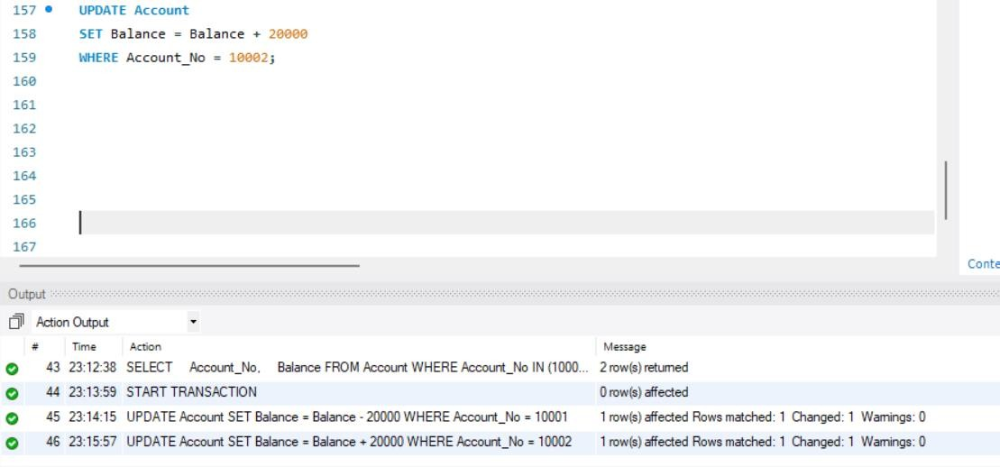 157 UPDATE Account
158 SET Balance = Balance + 20000
159 WHERE Account_No = 10002;
160
161
162
163
164
165
166
167
Conte
Output
Action Output
# Time Action Message
43 23:12:38 SELECT Account_No, Balance FROM Account WHERE Account_No IN (1000... 2 row(s) returned
44 23:13:59 START TRANSACTION 0 row(s) affected
45 23:14:15 UPDATE Account SET Balance = Balance - 20000 WHERE Account_No = 10001 1 row(s) affected Rows matched: 1 Changed: 1 Warnings: 0
46 23:15:57 UPDATE Account SET Balance = Balance + 20000 WHERE Account_No = 10002 1 row(s) affected Rows matched: 1 Changed: 1 Warnings: 0